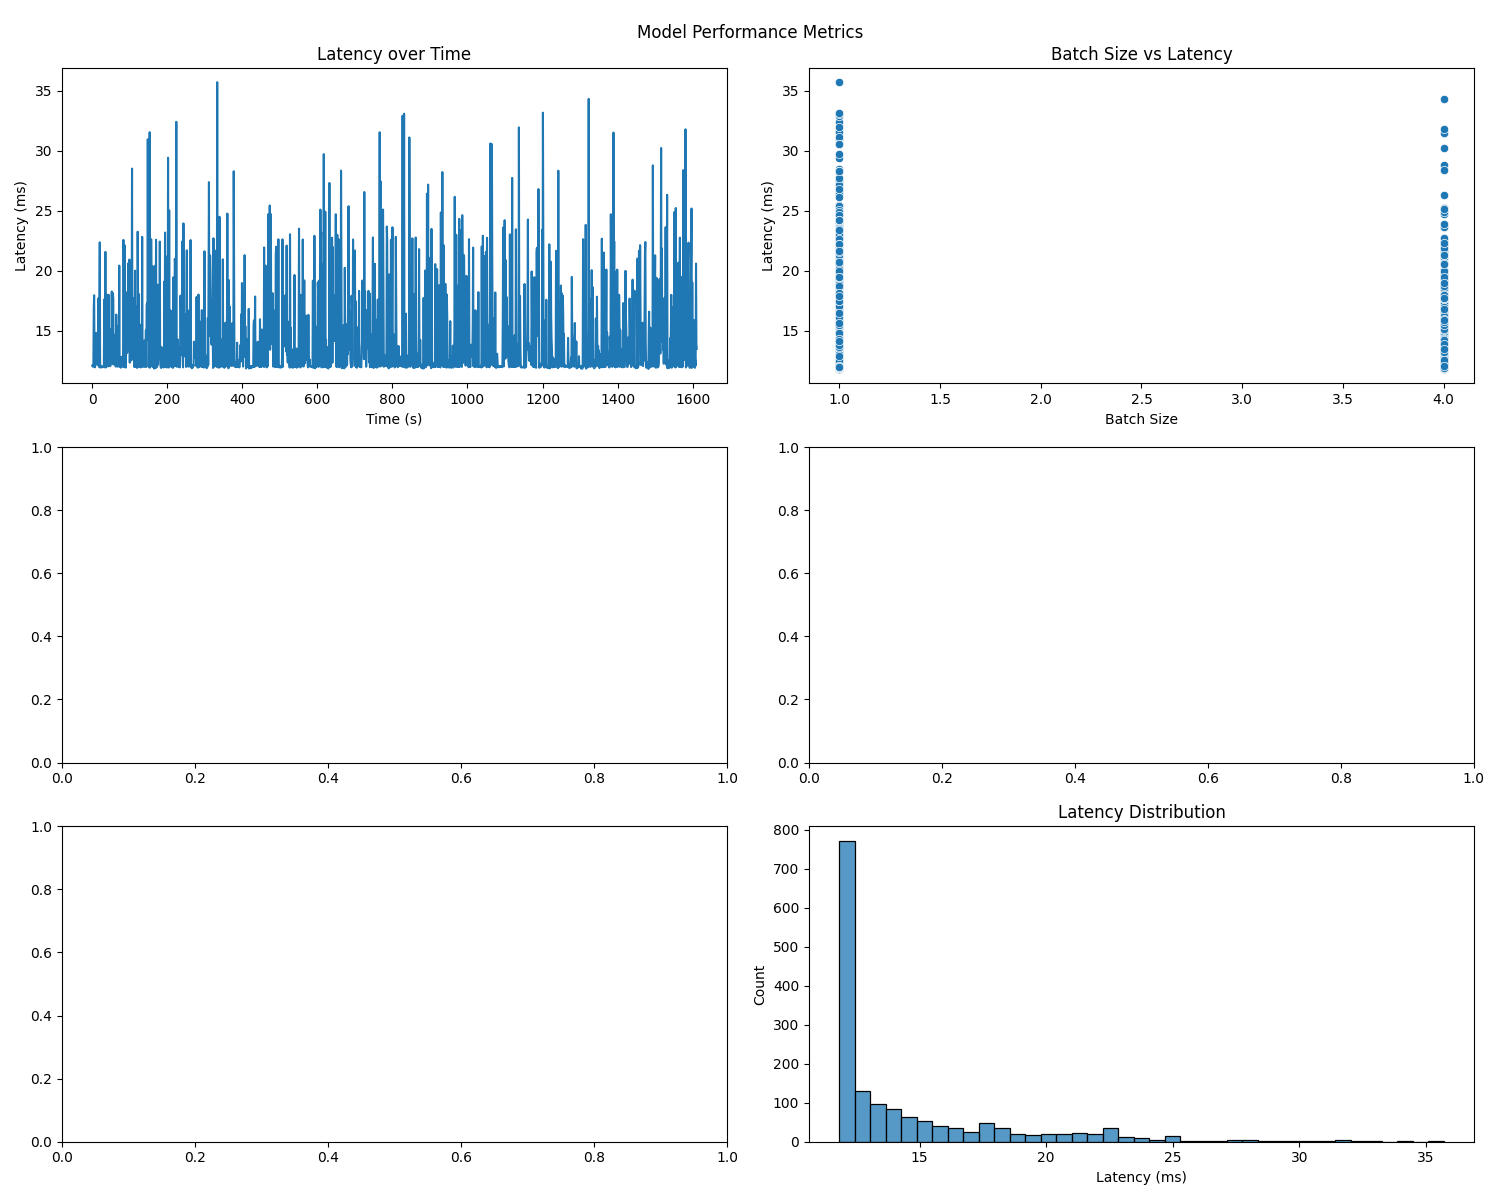 Model Performance Metrics
Latency over Time
Latency (ms)
35
30
25
20
15
0 200 400 600 800 1000 1200 1400 1600
Time (s)
Batch Size vs Latency
Latency (ms)
35
30
25
20
15
1.0 1.5 2.0 2.5 3.0 3.5 4.0
Batch Size
1.0
0.8
0.6
0.4
0.2
0.0
0.0 0.2 0.4 0.6 0.8 1.0
1.0
0.8
0.6
0.4
0.2
0.0
0.0 0.2 0.4 0.6 0.8 1.0
1.0
0.8
0.6
0.4
0.2
0.0
0.0 0.2 0.4 0.6 0.8 1.0
Latency Distribution
Count
800
700
600
500
400
300
200
100
0
15 20 25 30 35
Latency (ms)